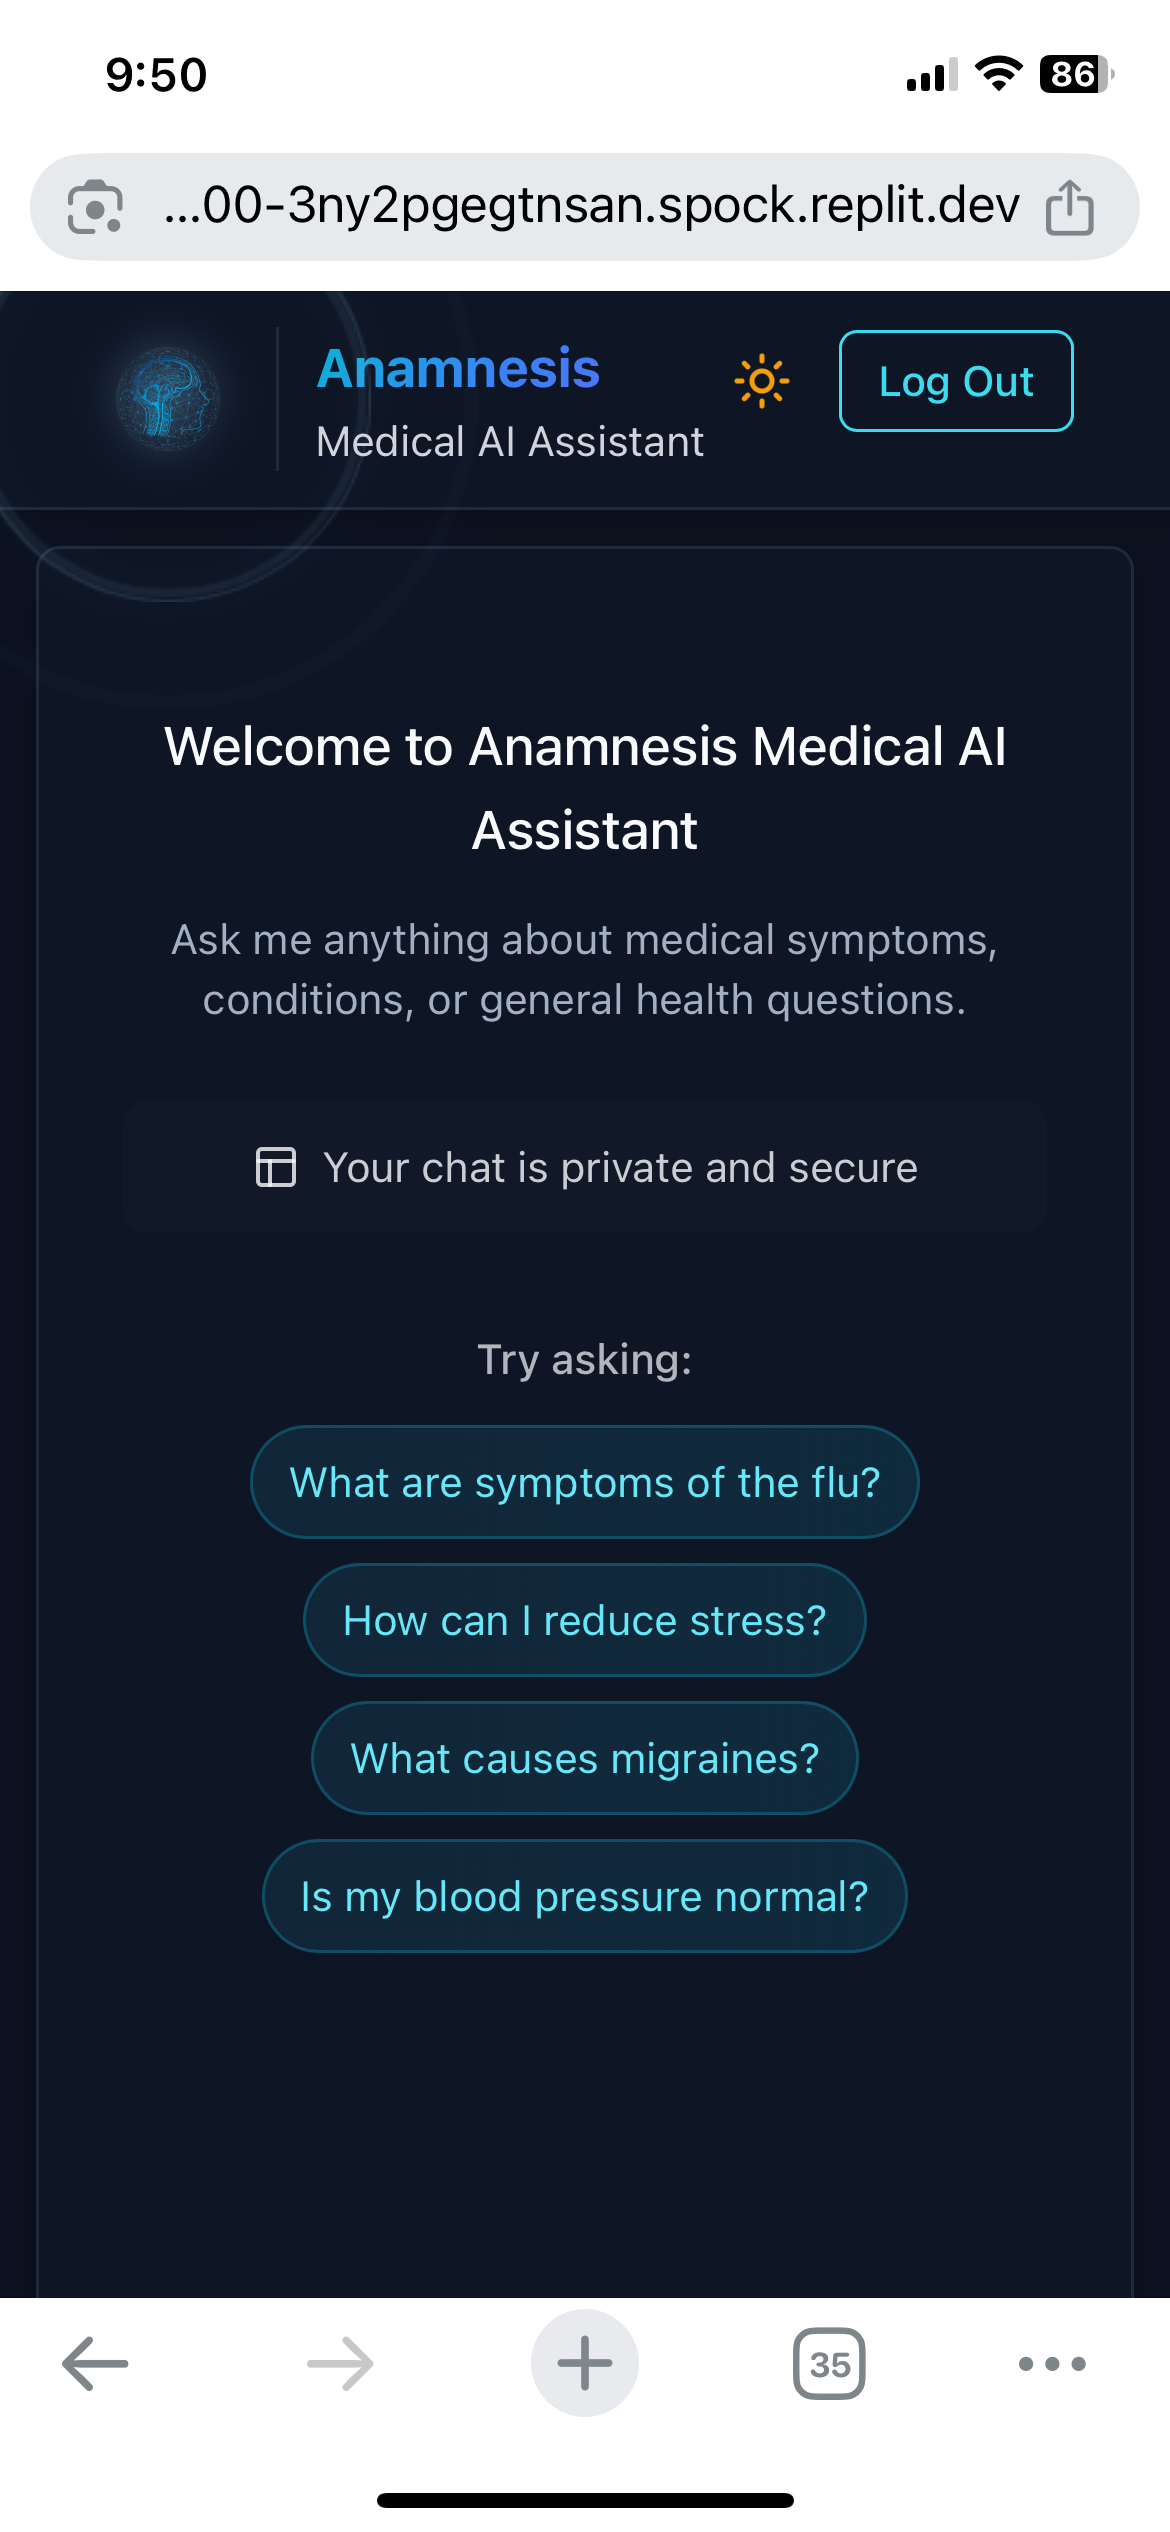 9:50
86
...00-3ny2pgegtnsan.spock.replit.dev
Anamnesis
Medical AI Assistant
Log Out
Welcome to Anamnesis Medical AI
Assistant
Ask me anything about medical symptoms,
conditions, or general health questions.
Your chat is private and secure
Try asking:
What are symptoms of the flu?
How can I reduce stress?
What causes migraines?
Is my blood pressure normal?
35